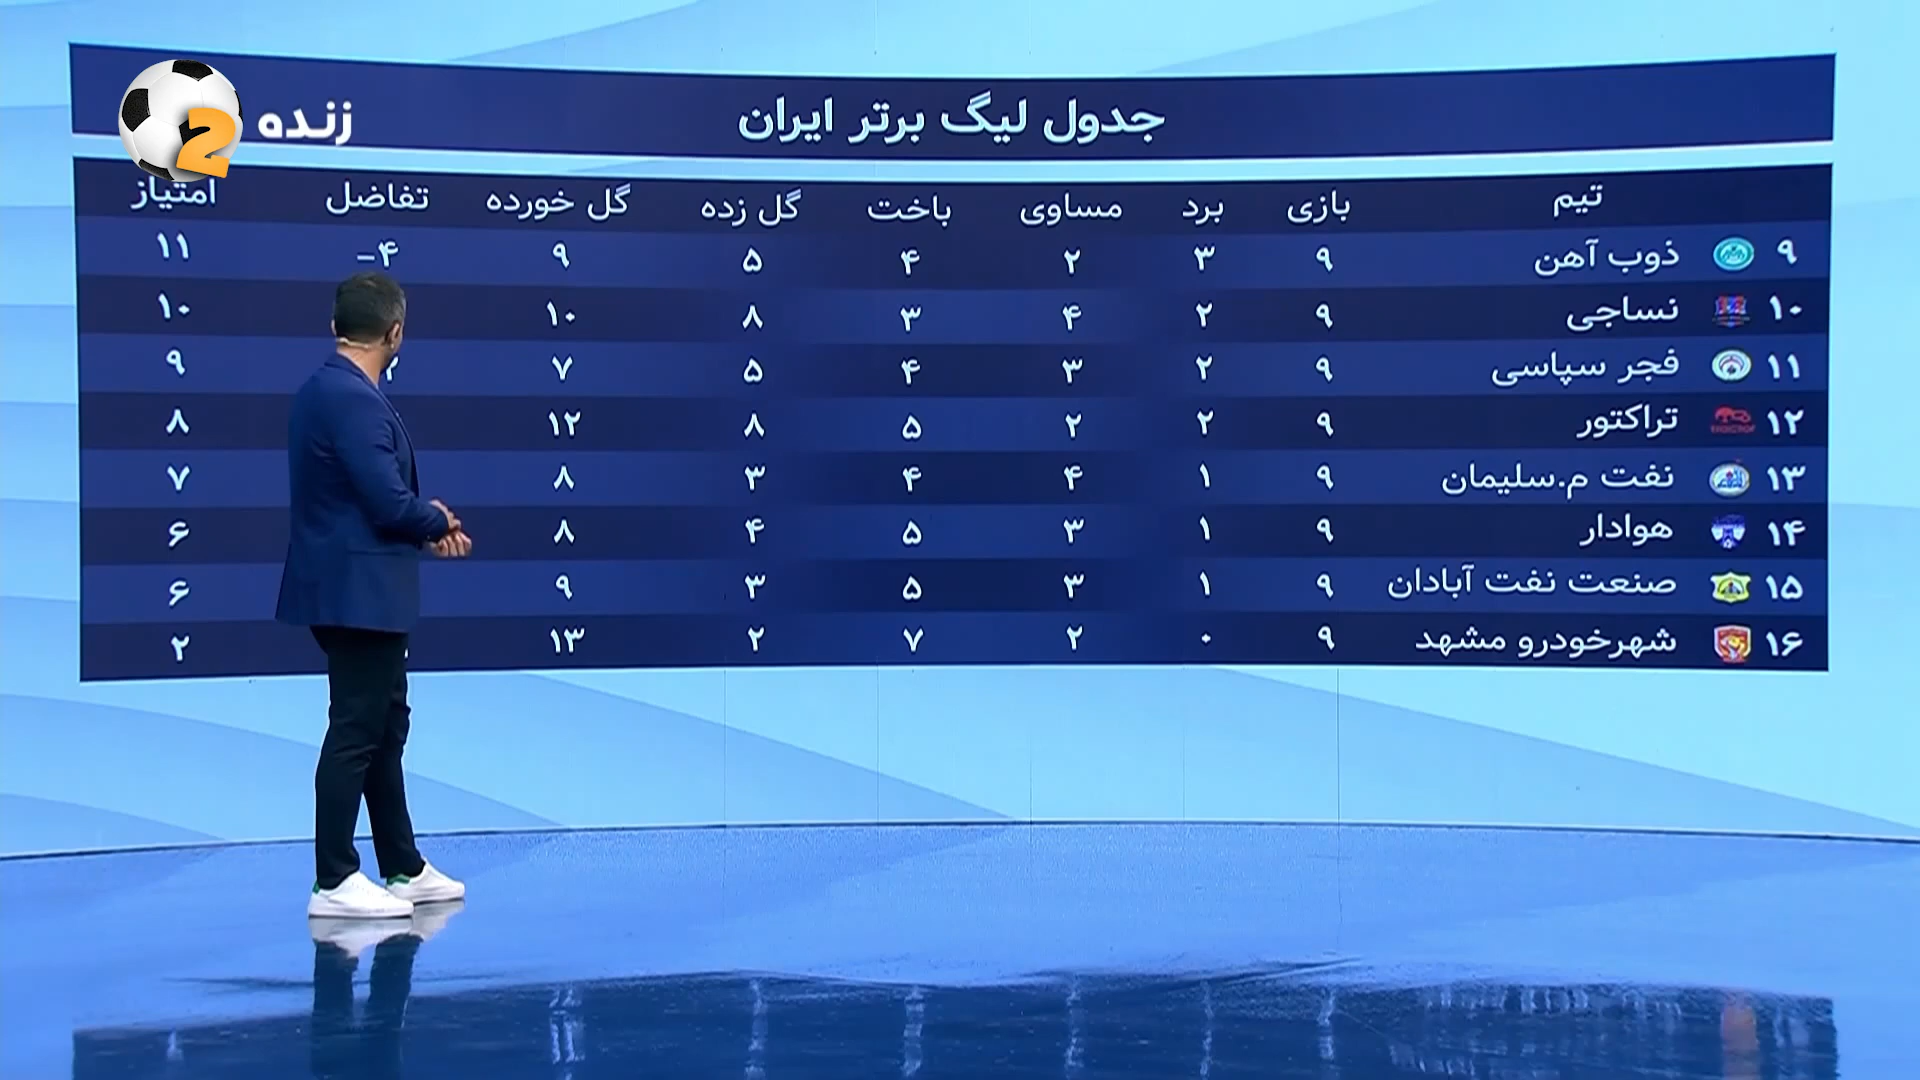 2 زنده
جدول لیگ برتر ایران
تیم بازی برد مساوی باخت گل زده گل خورده تفاضل امتیاز
۹ ذوب آهن ۹ ۳ ۲ ۴ ۵ ۹ ۴- ۱۱
۱۰ نساجی ۹ ۲ ۴ ۳ ۸ ۱۰ ۱۰
۱۱ فجر سپاسی ۹ ۲ ۳ ۴ ۵ ۷ ۹
۱۲ تراکتور ۹ ۲ ۲ ۵ ۸ ۱۲ ۸
۱۳ نفت م.سلیمان ۹ ۱ ۴ ۴ ۳ ۸ ۷
۱۴ هوادار ۹ ۱ ۳ ۵ ۴ ۸ ۶
۱۵ صنعت نفت آبادان ۹ ۱ ۳ ۵ ۳ ۹ ۶
۱۶ شهرخودرو مشهد ۹ ۰ ۲ ۷ ۲ ۱۳ ۲